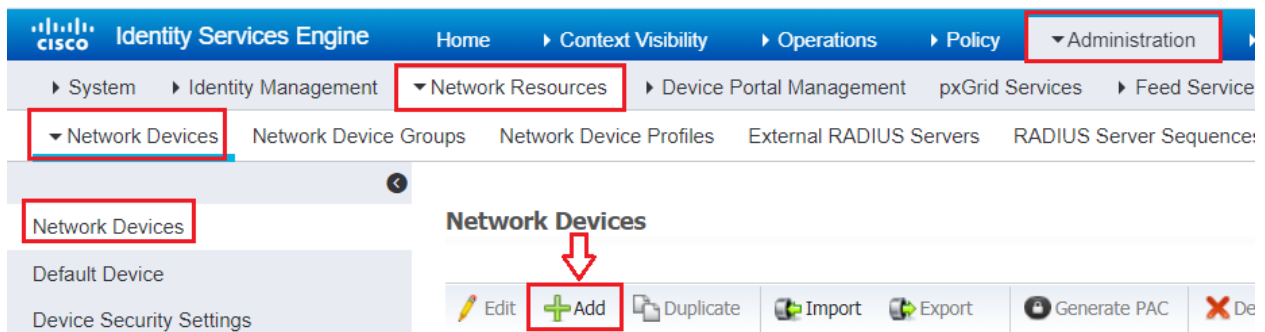 CISCO Identity Services Engine Home Context Visibility Operations Policy Administration
System Identity Management Network Resources Device Portal Management pxGrid Services Feed Service
Network Devices Network Device Groups Network Device Profiles External RADIUS Servers RADIUS Server Sequences
Network Devices
Default Device
Device Security Settings
Network Devices
Edit Add Duplicate Import Export Generate PAC De